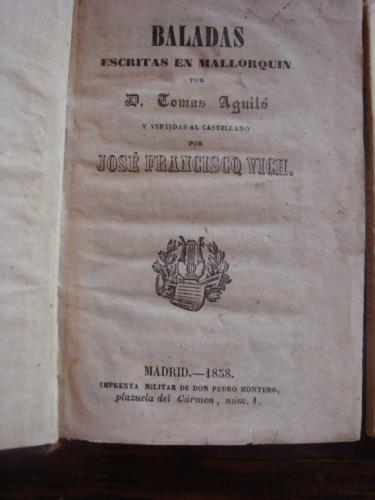 BALADAS
ESCRITAS EN MALLORQUIN
POR
D. Tomas Aguiló
Y VERTIDAS AL CASTELLANO
POR
JOSÉ FRANCISCO VICH.
MADRID.—1858.
IMPRENTA MILITAR DE DON PEDRO MONTERO,
plazuela del Cármen, núm. 1.